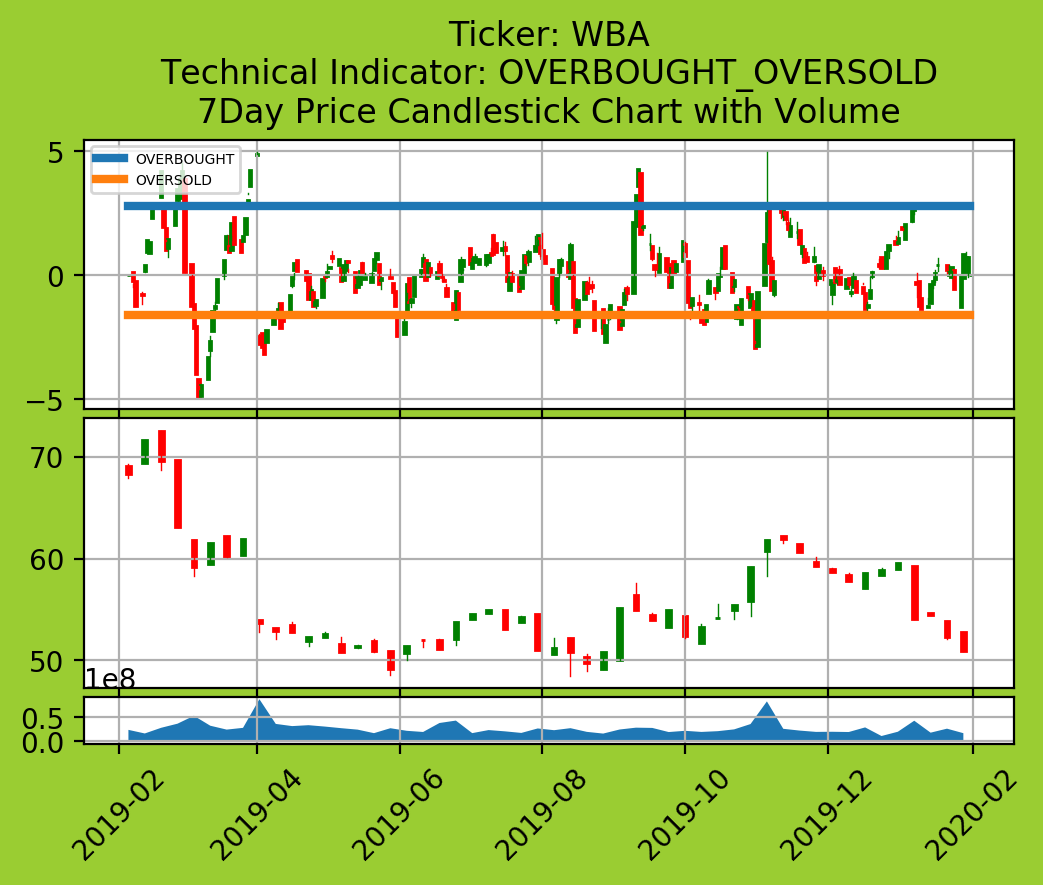 Ticker: WBA
Technical Indicator: OVERBOUGHT_OVERSOLD
7Day Price Candlestick Chart with Volume
5
OVERBOUGHT
OVERSOLD
0
−5
70
60
50
1e8
0.5
0.0
2019-02
2019-04
2019-06
2019-08
2019-10
2019-12
2020-02